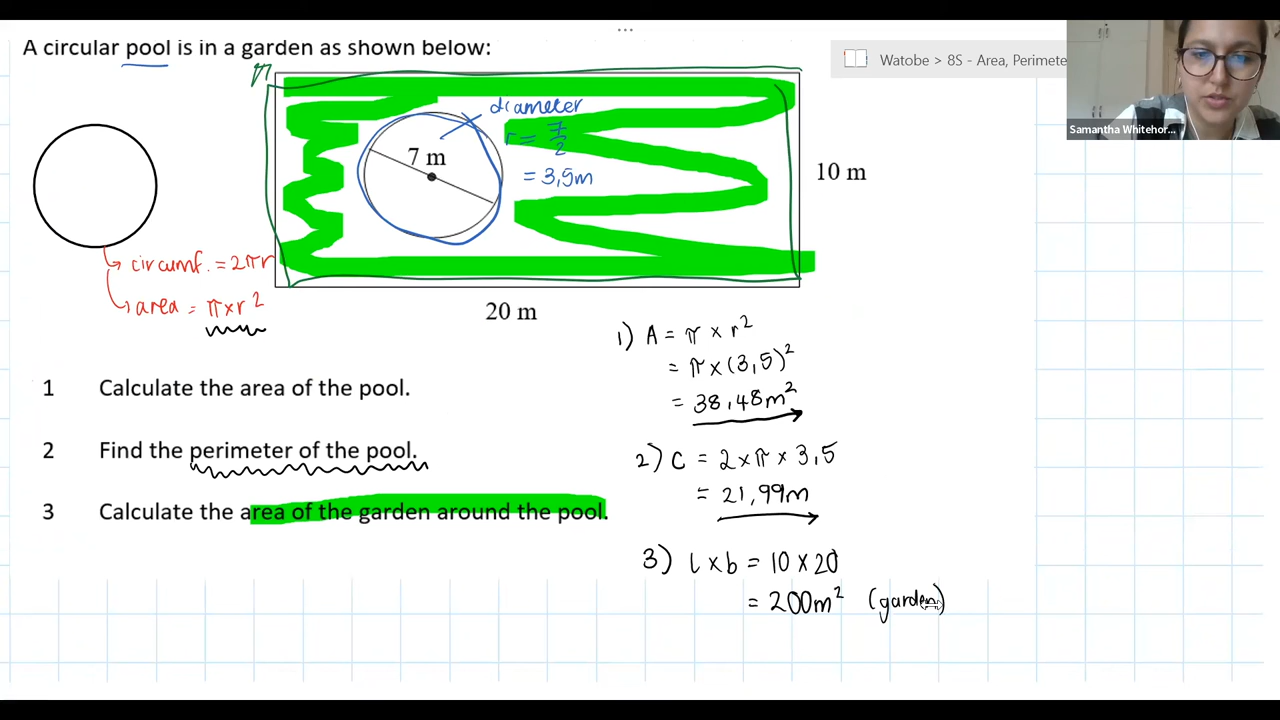 A circular pool is in a garden as shown below:
Watobe > 8S - Area, Perimete
Samantha Whitehor...
diameter
r = 7/2
= 3,5m
7 m
10 m
20 m
circumf. = 2πr
area = π×r²
1 Calculate the area of the pool.
2 Find the perimeter of the pool.
3 Calculate the area of the garden around the pool.
1) A = π × r²
= π × (3,5)²
= 38,48m²
2) C = 2×π × 3,5
= 21,99m
3) l × b = 10 × 20
= 200m² (garden)